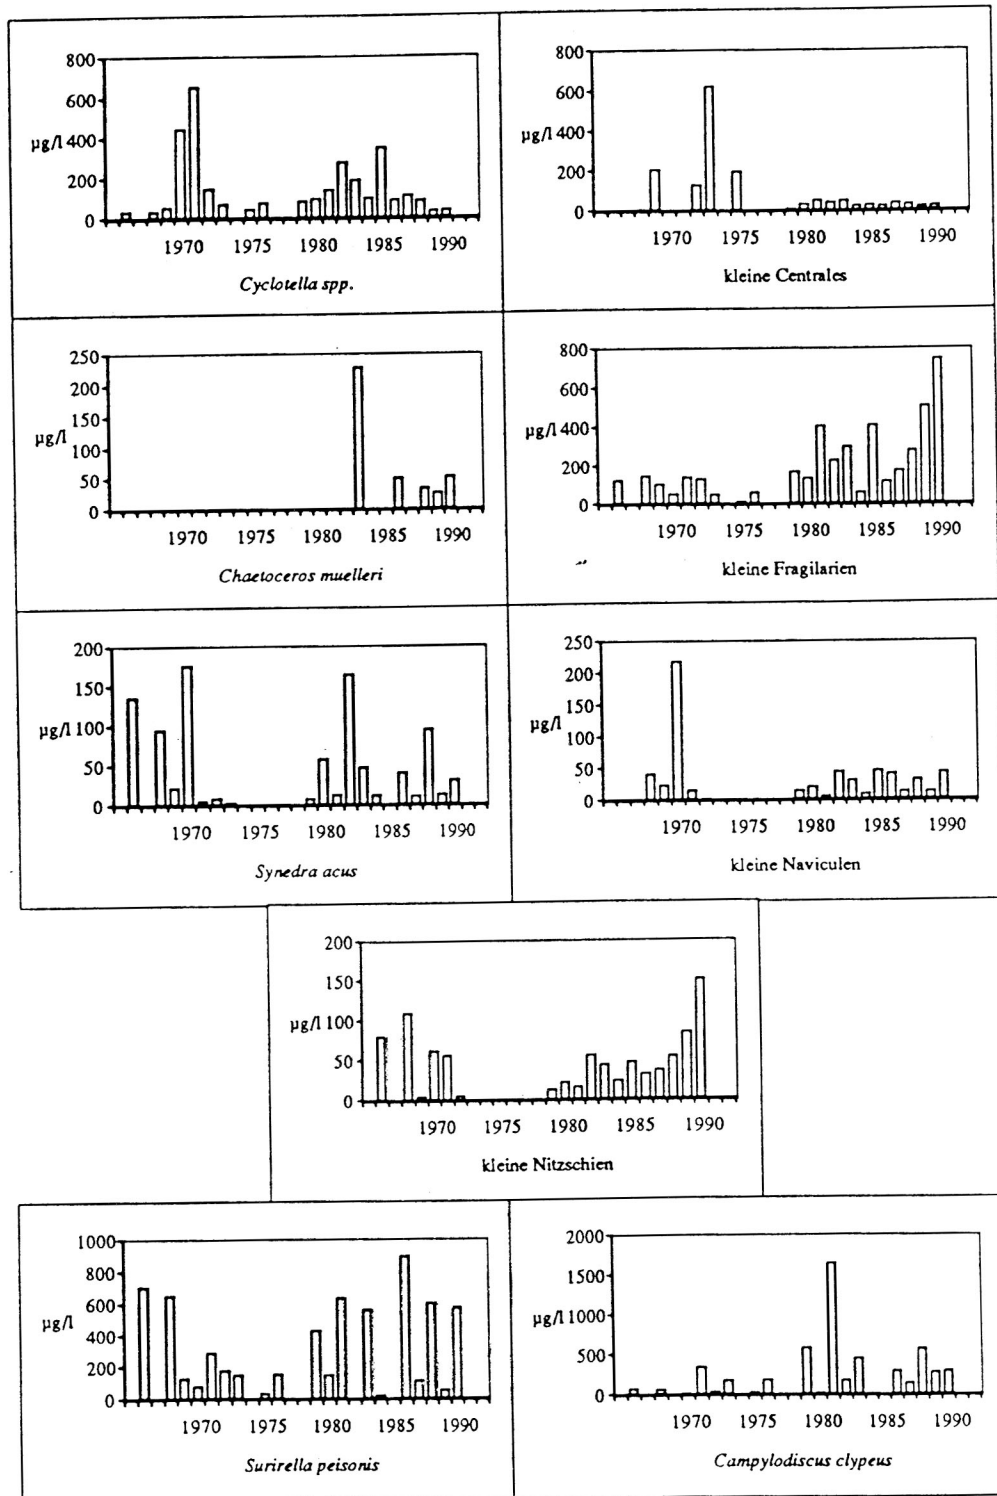 800
600
µg/l 400
200
0
1970 1975 1980 1985 1990
Cyclotella spp.
800
600
µg/l 400
200
0
1970 1975 1980 1985 1990
kleine Centrales
250
200
150
µg/l
100
50
0
1970 1975 1980 1985 1990
Chaetoceros muelleri
800
600
µg/l 400
200
0
1970 1975 1980 1985 1990
kleine Fragilarien
200
150
µg/l 100
50
0
1970 1975 1980 1985 1990
Synedra acus
250
200
150
µg/l
100
50
0
1970 1975 1980 1985 1990
kleine Naviculen
200
150
µg/l 100
50
0
1970 1975 1980 1985 1990
kleine Nitzschien
1000
800
600
µg/l
400
200
0
1970 1975 1980 1985 1990
Surirella peisonis
2000
1500
µg/l 1000
500
0
1970 1975 1980 1985 1990
Campylodiscus clypeus